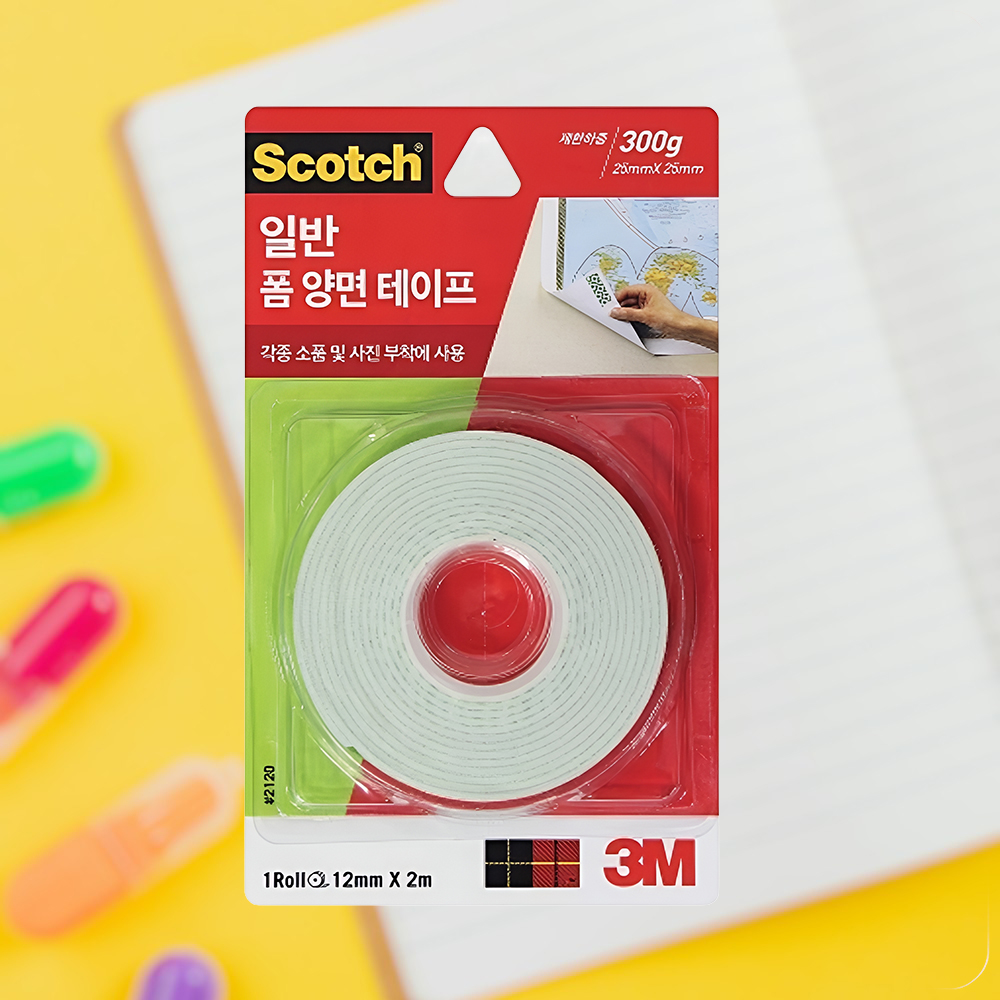 Scotch®
제한하중 300g
25mm X 25mm
일반
폼 양면 테이프
각종 소품 및 사진 부착에 사용
#2120
1Roll 12mm X 2m
3M